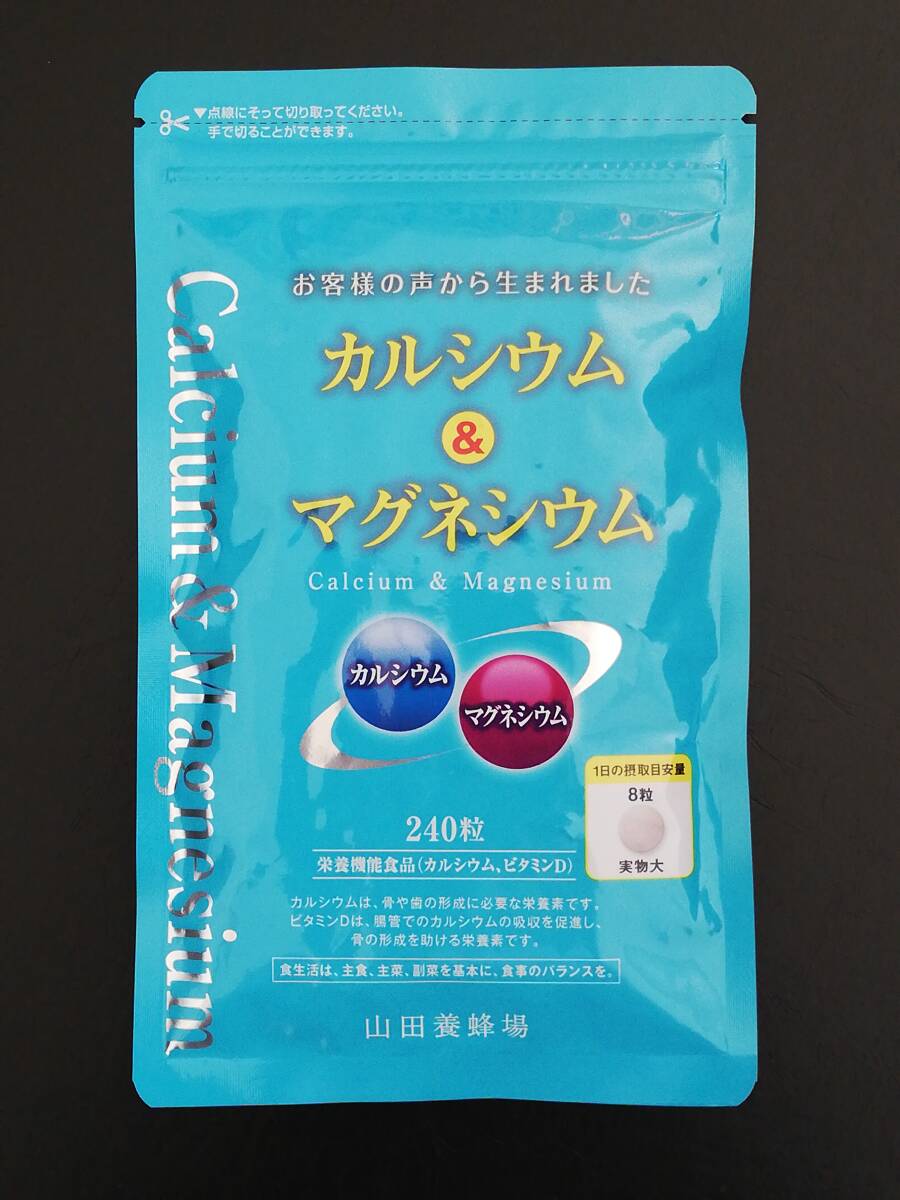 ▼点線にそって切り取ってください。
手で切ることができます。
お客様の声から生まれました
カルシウム
&
マグネシウム
Calcium & Magnesium
Calcium & Magnesium
カルシウム
マグネシウム
1日の摂取目安量
8粒
実物大
240粒
栄養機能食品(カルシウム、ビタミンD)
カルシウムは、骨や歯の形成に必要な栄養素です。
ビタミンDは、腸管でのカルシウムの吸収を促進し、
骨の形成を助ける栄養素です。
食生活は、主食、主菜、副菜を基本に、食事のバランスを。
山田養蜂場